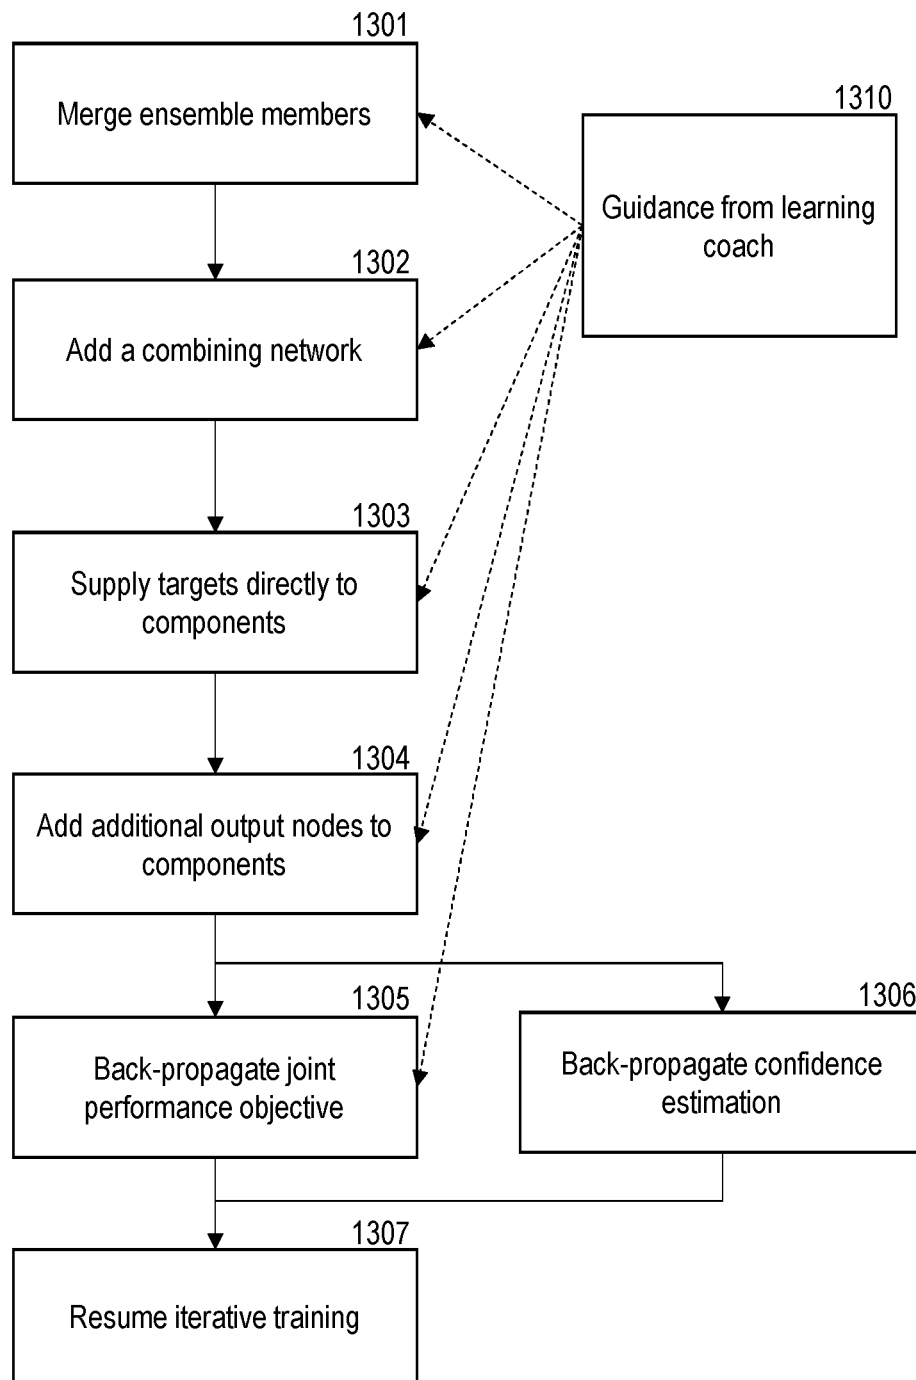 1301
Merge ensemble members
1310
Guidance from learning
coach
1302
Add a combining network
1303
Supply targets directly to
components
1304
Add additional output nodes to
components
1305
Back-propagate joint
performance objective
1306
Back-propagate confidence
estimation
1307
Resume iterative training